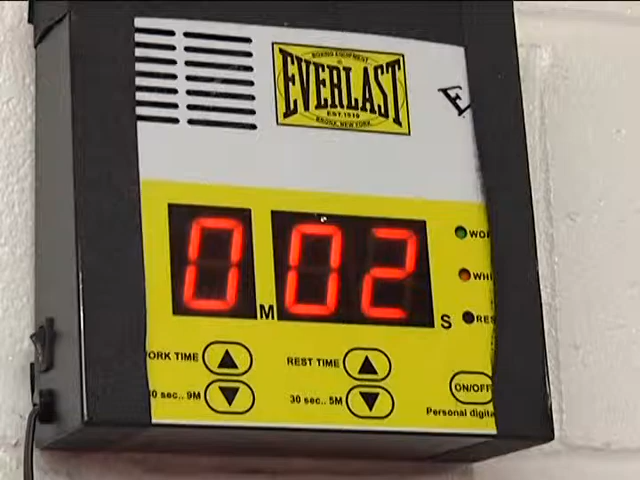 BOXING EQUIPMENT
EVERLAST
EST. 1910
BRONX, NEW YORK
E
0 M 02 S
WOR
WHI
RES
ORK TIME ▲ REST TIME ▲
0 sec.. 9M ▼ 30 sec.. 5M ▼
ON/OFF
Personal digita